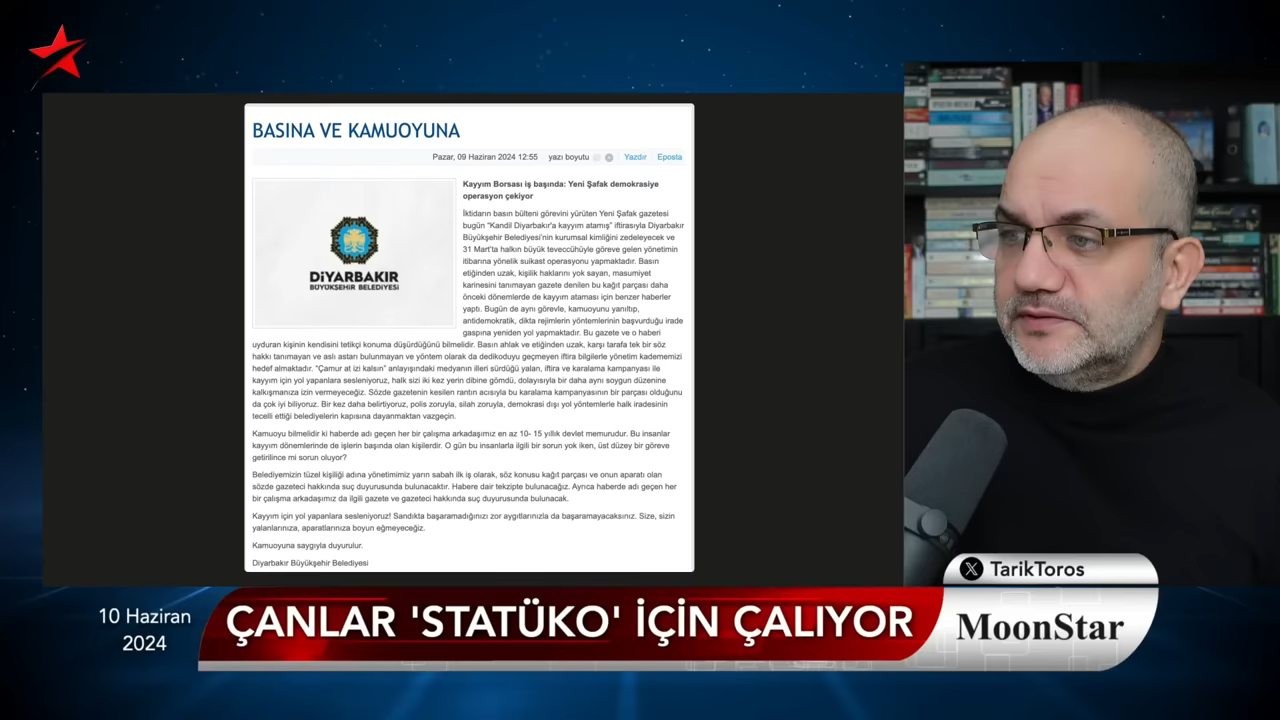 BASINA VE KAMUOYUNA
Pazar, 09 Haziran 2024 12:55 yazı boyutu Yazdır Eposta
DİYARBAKIR
BÜYÜKŞEHİR BELEDİYESİ
Kayyım Borsası iş başında: Yeni Şafak demokrasiye
operasyon çekiyor
İktidarın basın bülteni görevini yürüten Yeni Şafak gazetesi
bugün "Kandil Diyarbakır'a kayyım atamış" iftirasıyla Diyarbakır
Büyükşehir Belediyesi'nin kurumsal kimliğini zedeleyecek ve
31 Mart'ta halkın büyük teveccühüyle göreve gelen yönetimin
itibarına yönelik suikast operasyonu yapmaktadır. Basın
etiğinden uzak, kişilik haklarını yok sayan, masumiyet
karinesini tanımayan gazete denilen bu kağıt parçası daha
önceki dönemlerde de kayyım ataması için benzer haberler
yaptı. Bugün de aynı görevle, kamuoyunu yanıltıp,
antidemokratik, dikta rejimlerin yöntemlerinin başvurduğu irade
gaspına yeniden yol yapmaktadır. Bu gazete ve o haberi
uyduran kişinin kendisini tetikçi konuma düşürdüğünü bilmelidir. Basın ahlak ve etiğinden uzak, karşı tarafa tek bir söz
hakkı tanımayan ve aslı astarı bulunmayan ve yöntem olarak da dedikoduyu geçmeyen iftira bilgilerle yönetim kadememizi
hedef almaktadır. "Çamur at izi kalsın" anlayışındaki medyanın illeri sürdüğü yalan, iftira ve karalama kampanyası ile
kayyım için yol yapanlara sesleniyoruz, halk sizi iki kez yerin dibine gömdü, dolayısıyla bir daha aynı soygun düzenine
kalkışmanıza izin vermeyeceğiz. Sözde gazetenin kesilen rantın acısıyla bu karalama kampanyasının bir parçası olduğunu
da çok iyi biliyoruz. Bir kez daha belirtiyoruz, polis zoruyla, silah zoruyla, demokrasi dışı yol yöntemlerle halk iradesinin
tecelli ettiği belediyelerin kapısına dayanmaktan vazgeçin.
Kamuoyu bilmelidir ki haberde adı geçen her bir çalışma arkadaşımız en az 10- 15 yıllık devlet memurudur. Bu insanlar
kayyım dönemlerinde de işlerin başında olan kişilerdir. O gün bu insanlarla ilgili bir sorun yok iken, üst düzey bir göreve
getirilince mi sorun oluyor?
Belediyemizin tüzel kişiliği adına yönetimimiz yarın sabah ilk iş olarak, söz konusu kağıt parçası ve onun aparatı olan
sözde gazeteci hakkında suç duyurusunda bulunacaktır. Habere dair tekzipte bulunacağız. Ayrıca haberde adı geçen her
bir çalışma arkadaşımız da ilgili gazete ve gazeteci hakkında suç duyurusunda bulunacak.
Kayyım için yol yapanlara sesleniyoruz! Sandıkta başaramadığınızı zor aygıtlarınızla da başaramayacaksınız. Size, sizin
yalanlarınıza, aparatlarınıza boyun eğmeyeceğiz.
Kamuoyuna saygıyla duyurulur.
Diyarbakır Büyükşehir Belediyesi
TarikToros
10 Haziran
2024
ÇANLAR 'STATÜKO' İÇİN ÇALIYOR
MoonStar